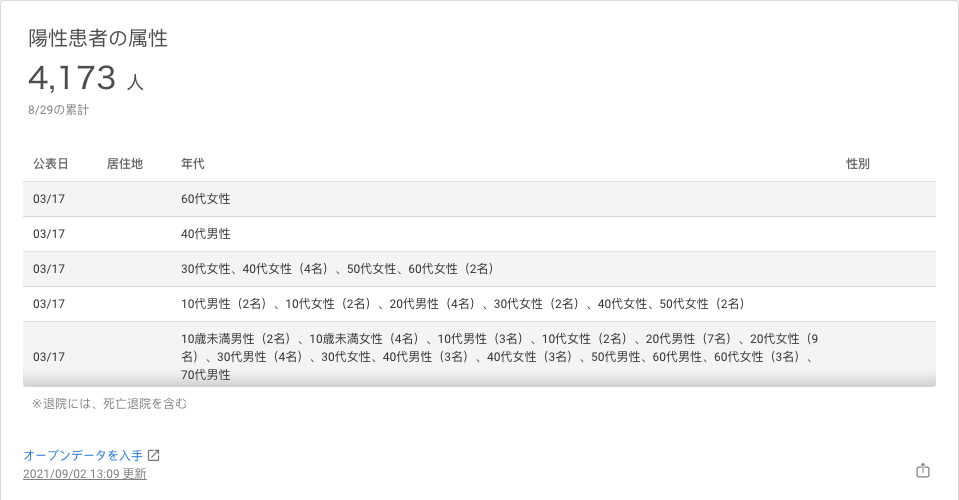 陽性患者の属性
4,173 人
8/29の累計
公表日 居住地 年代 性別
03/17 60代女性
03/17 40代男性
03/17 30代女性、40代女性（4名）、50代女性、60代女性（2名）
03/17 10代男性（2名）、10代女性（2名）、20代男性（4名）、30代女性（2名）、40代女性、50代女性（2名）
10歳未満男性（2名）、10歳未満女性（4名）、10代男性（3名）、10代女性（2名）、20代男性（7名）、20代女性（9
03/17 名）、30代男性（4名）、30代女性、40代男性（3名）、40代女性（3名）、50代男性、60代男性、60代女性（3名）、
70代男性
※退院には、死亡退院を含む
オープンデータを入手
2021/09/02 13:09 更新